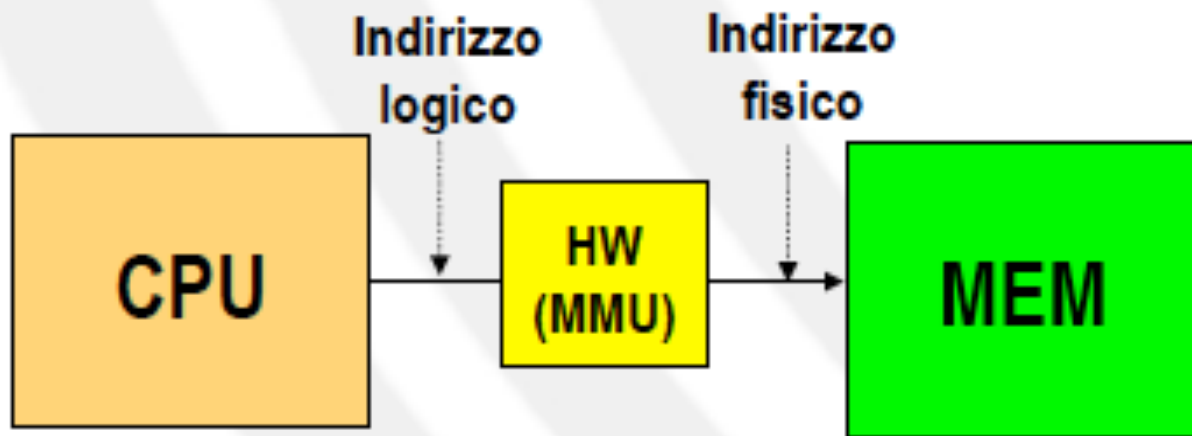 Indirizzo
logico
Indirizzo
fisico
CPU
HW
(MMU)
MEM